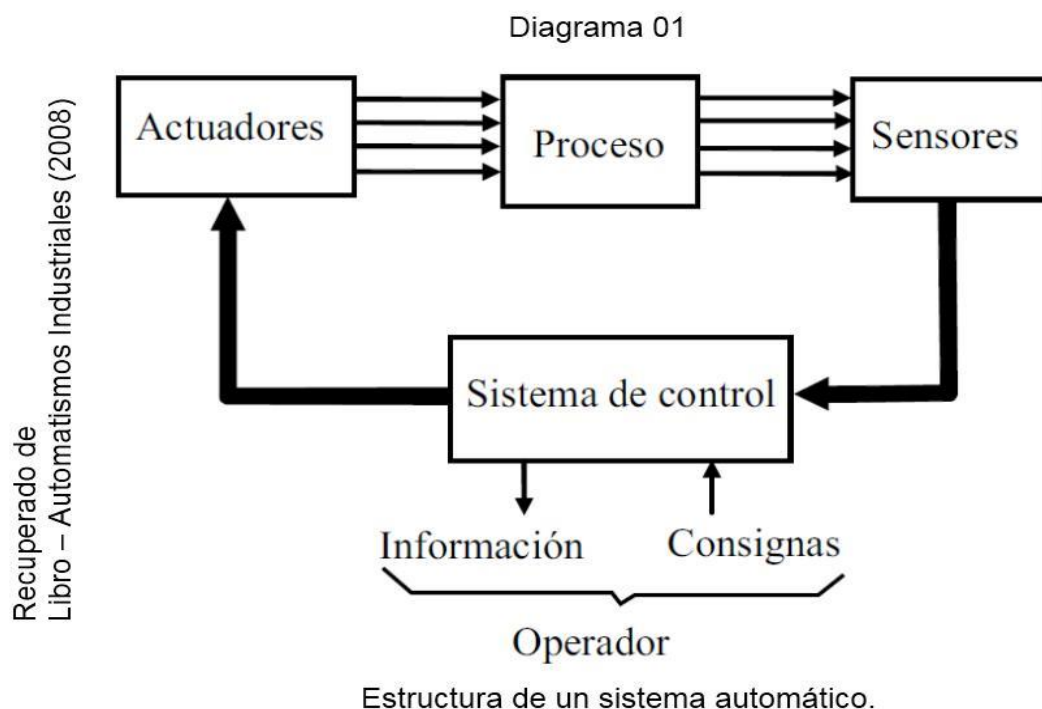 Diagrama 01
Actuadores
Proceso
Sensores
Sistema de control
Información
Consignas
Operador
Estructura de un sistema automático.
Recuperado de
Libro – Automatismos Industriales (2008)